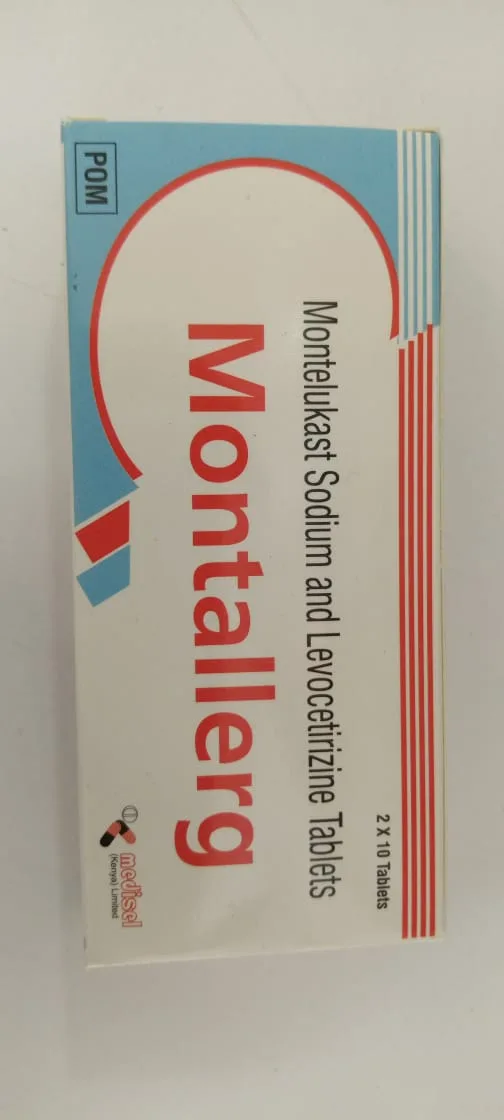 2 X 10 Tablets
Montelukast Sodium and Levocetirizine Tablets
Montallerg
POM
medisel
(Kenya) Limited